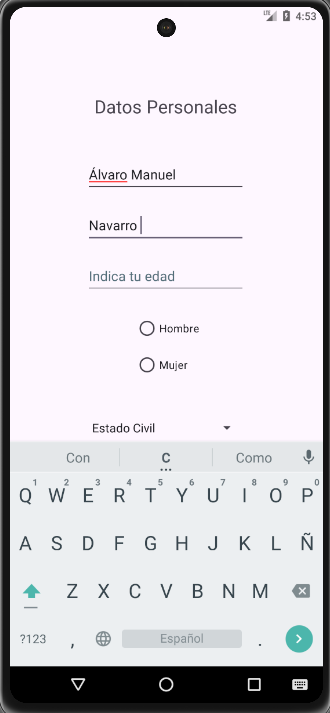 LTE 4:53
Datos Personales
Álvaro Manuel
Navarro
Indica tu edad
Hombre
Mujer
Estado Civil
Con C Como
1 2 3 4 5 6 7 8 9 0
Q W E R T Y U I O P
A S D F G H J K L Ñ
Z X C V B N M
?123 , Español .